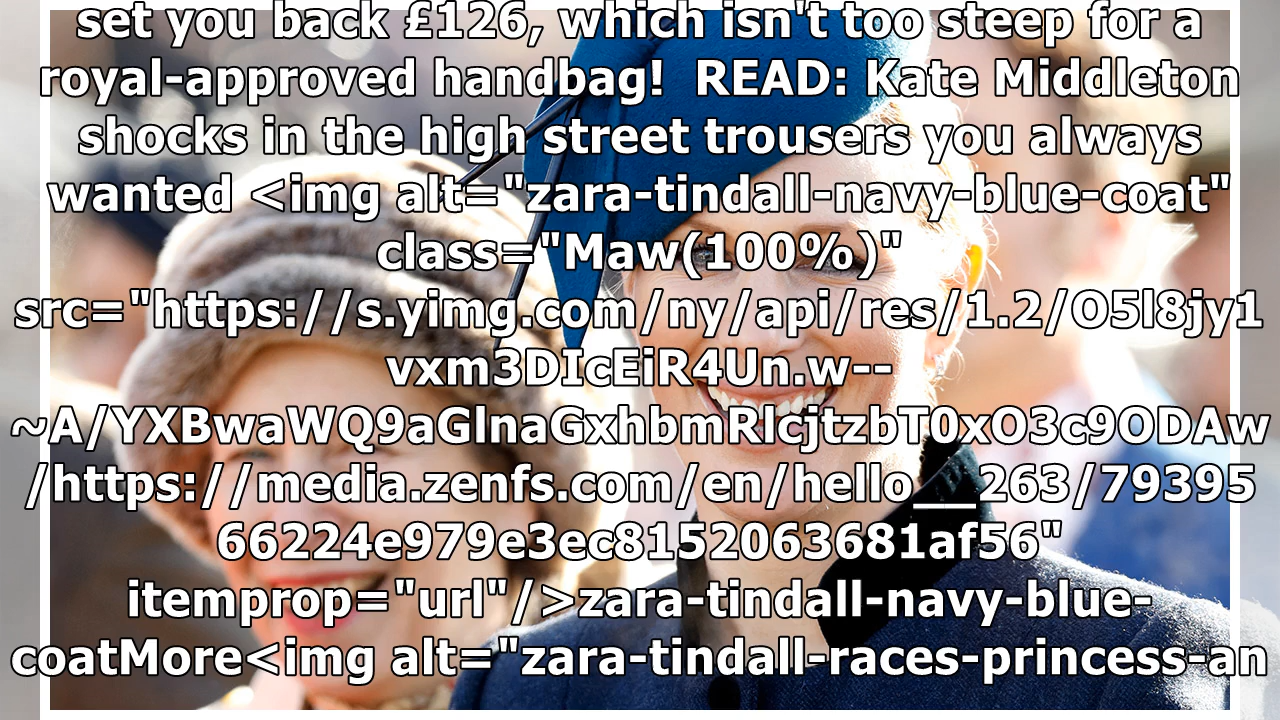 set you back £126, which isn't too steep for a
royal-approved handbag!  READ: Kate Middleton
shocks in the high street trousers you always
wanted <img alt="zara-tindall-navy-blue-coat"
class="Maw(100%)"
src="https://s.yimg.com/ny/api/res/1.2/O5l8jy1
vxm3DIcEiR4Un.w--
~A/YXBwaWQ9aGlnaGxhbmRlcjtzbT0xO3c9ODAw
/https://media.zenfs.com/en/hello__263/79395
66224e979e3ec8152063681af56"
itemprop="url"/>zara-tindall-navy-blue-
coatMore<img alt="zara-tindall-races-princess-an